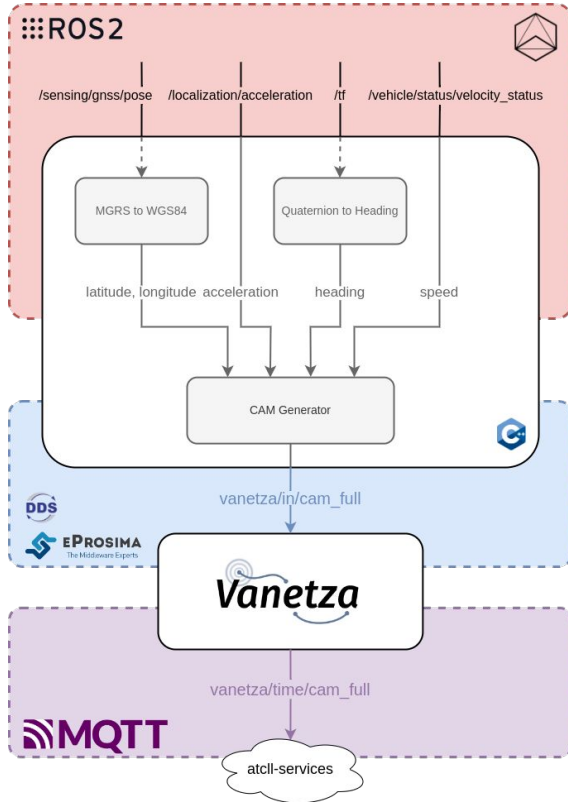 ROS2
/sensing/gnss/pose
/localization/acceleration
/tf
/vehicle/status/velocity_status
MGRS to WGS84
Quaternion to Heading
latitude, longitude
acceleration
heading
speed
CAM Generator
C++
vanetza/in/cam_full
DDS
ePROSIMA
The Middleware Experts
Vanetza
vanetza/time/cam_full
MQTT
atcll-services